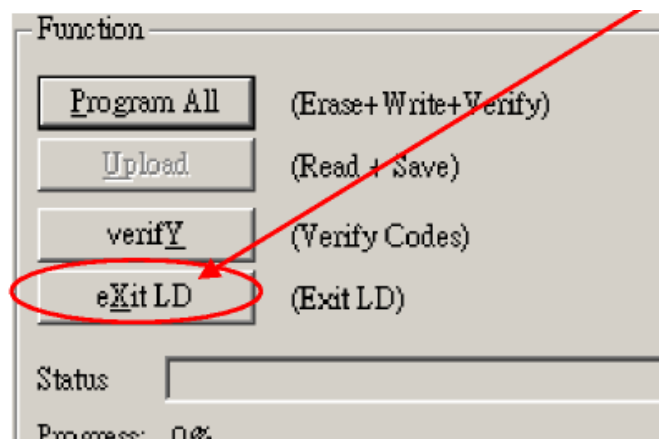 Function
Program All (Erase+Write+Verify)
Upload (Read + Save)
verifY (Verify Codes)
eXit LD (Exit LD)
Status
Progress: 0%